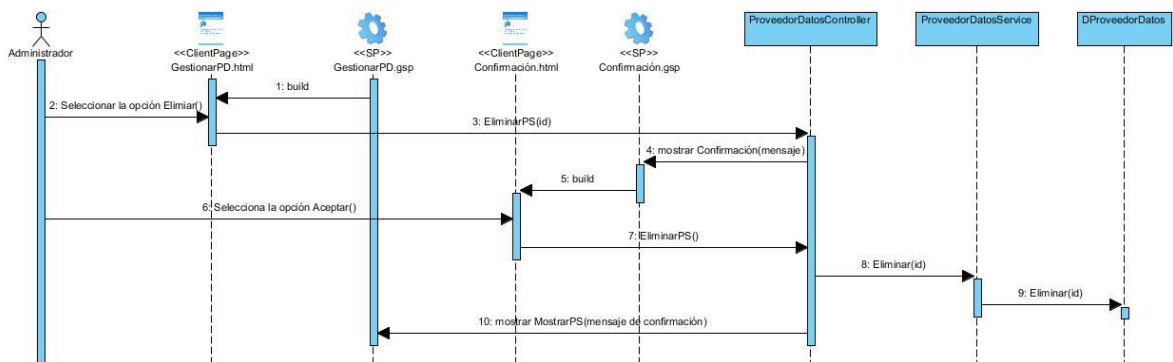 ProveedorDatosController
ProveedorDatosService
DProveedorDatos
Administrador
<<ClientPage>>
GestionarPD.html
<<SP>>
GestionarPD.gsp
<<ClientPage>>
Confirmación.html
<<SP>>
Confirmación.gsp
1: build
2: Seleccionar la opción Elimiar()
3: EliminarPS(id)
4: mostrar Confirmación(mensaje)
5: build
6: Selecciona la opción Aceptar()
7: EliminarPS()
8: Eliminar(id)
9: Eliminar(id)
10: mostrar MostrarPS(mensaje de confirmación)